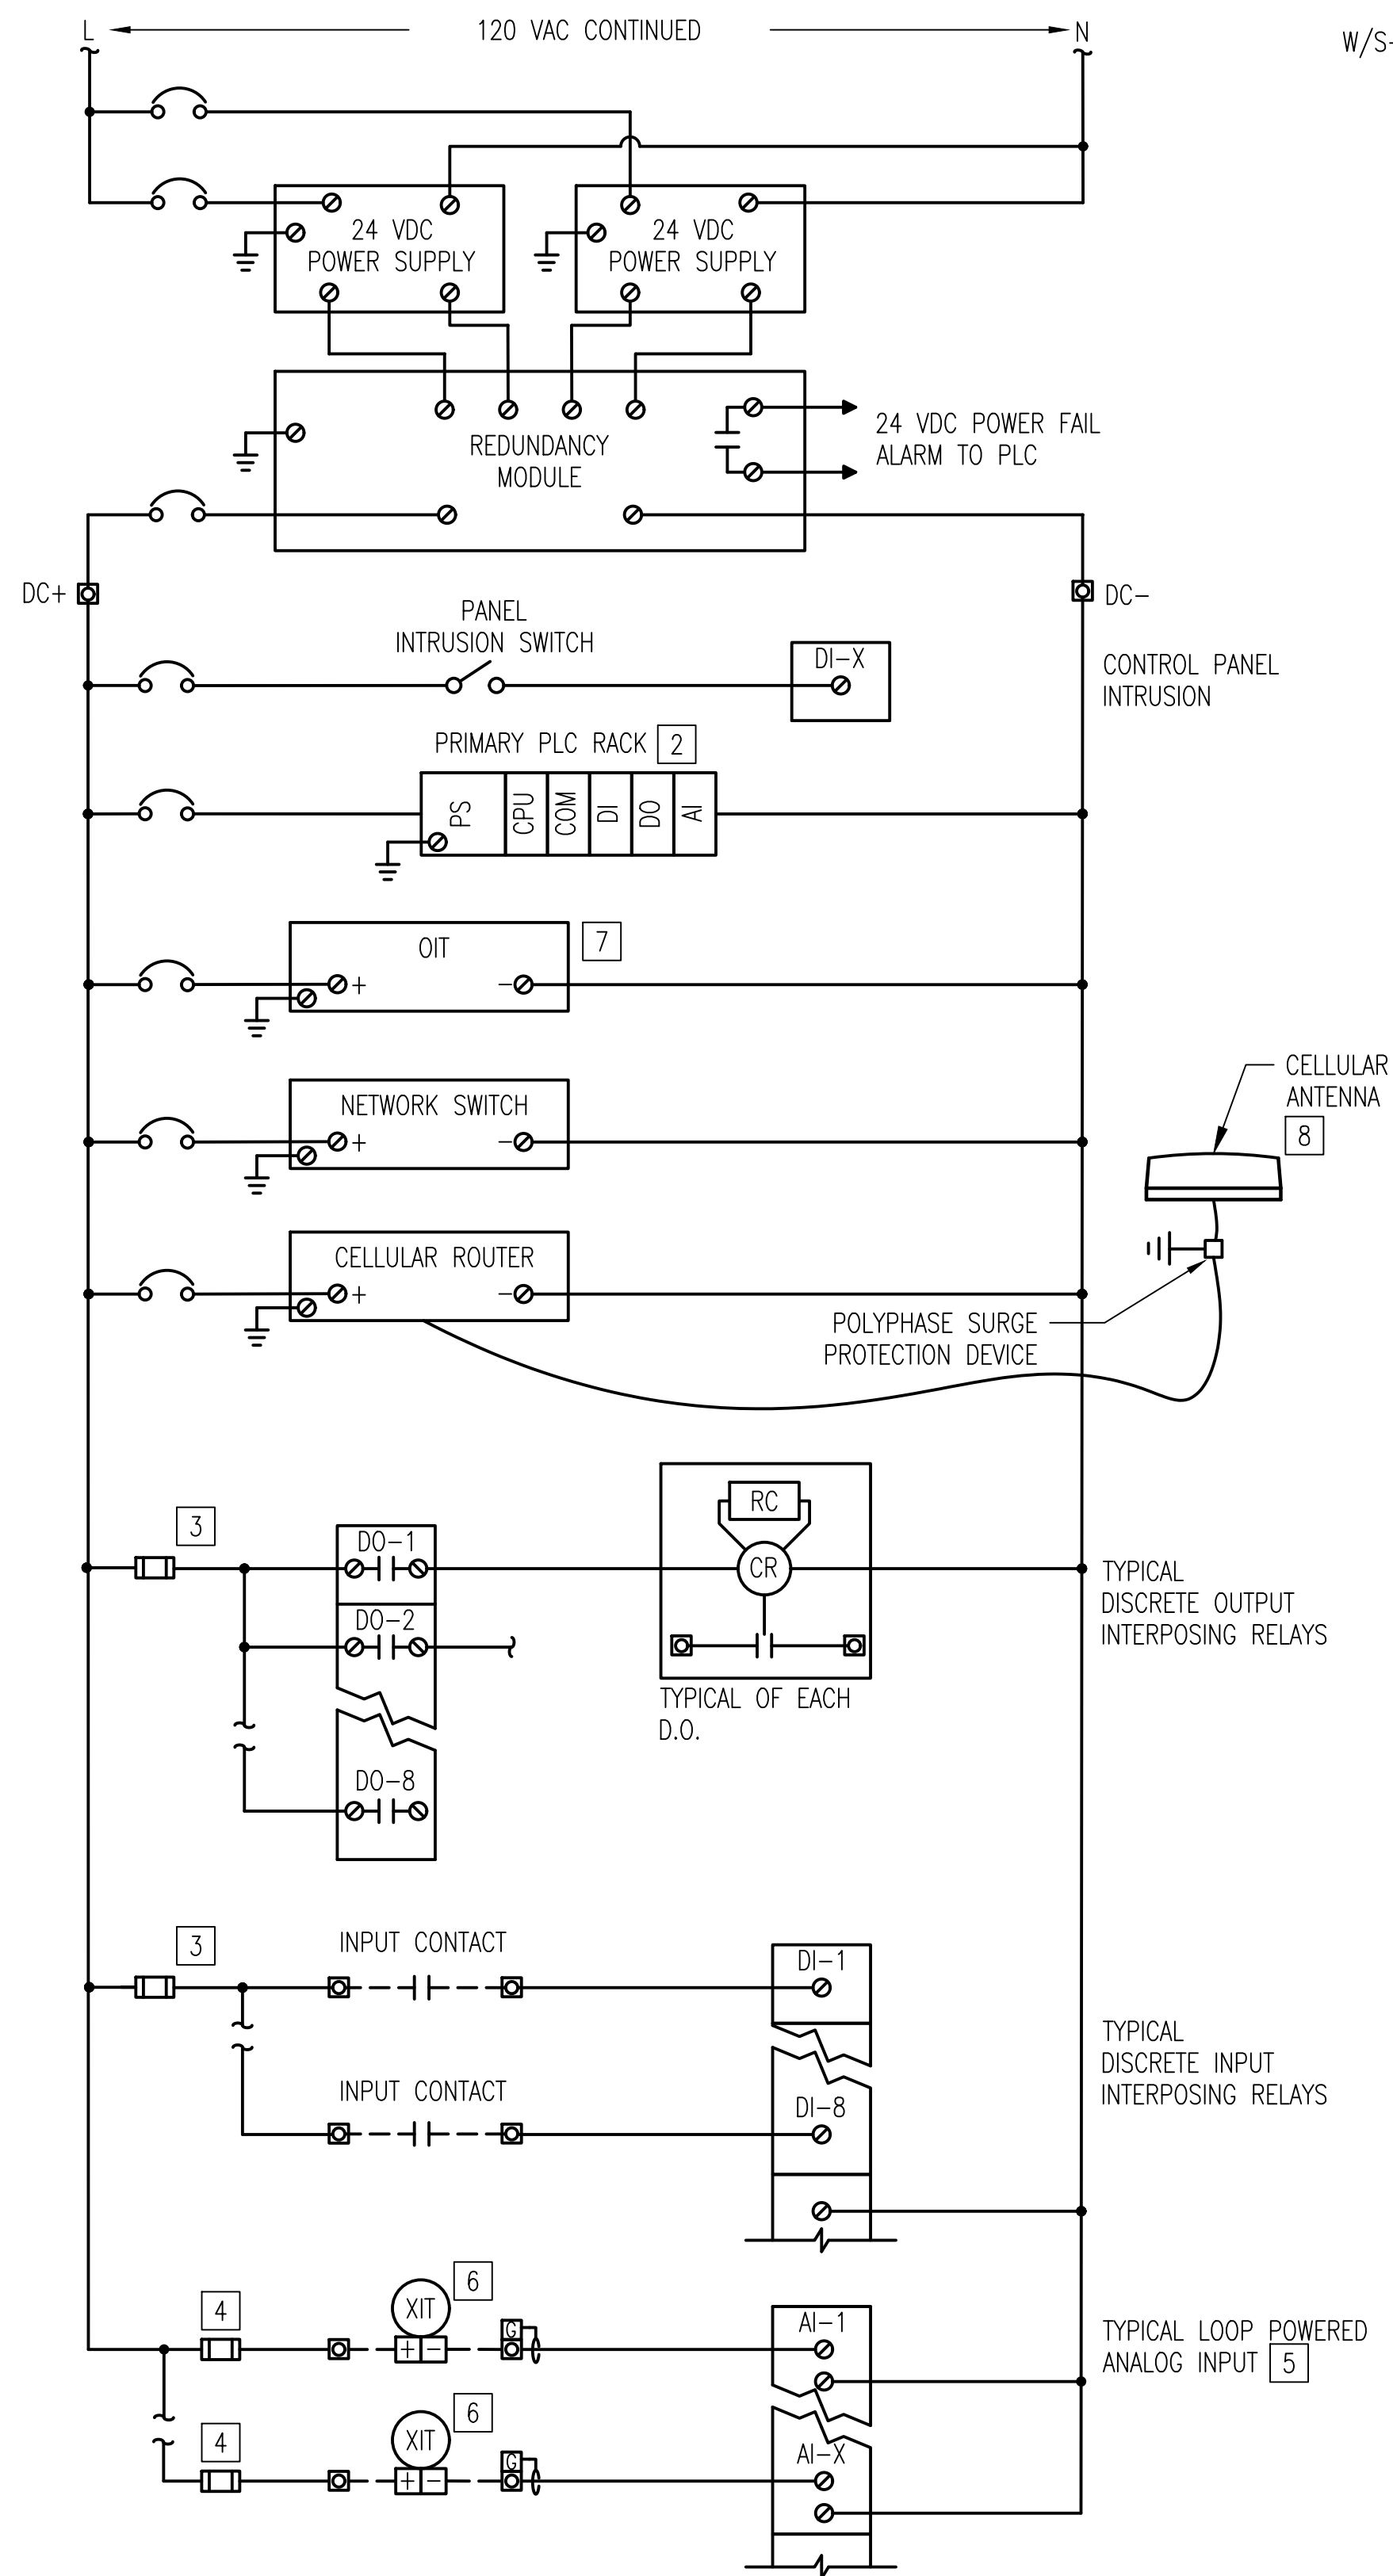 L
120 VAC CONTINUED
N
W/S-
24 VDC
POWER SUPPLY
24 VDC
POWER SUPPLY
REDUNDANCY
MODULE
24 VDC POWER FAIL
ALARM TO PLC
DC+
DC-
PANEL
INTRUSION SWITCH
DI-X
CONTROL PANEL
INTRUSION
PRIMARY PLC RACK 2
PS
CPU
COM
DI
DO
AI
OIT
7
+
-
NETWORK SWITCH
+
-
CELLULAR
ANTENNA
8
CELLULAR ROUTER
+
-
POLYPHASE SURGE
PROTECTION DEVICE
3
DO-1
DO-2
DO-8
RC
CR
TYPICAL OF EACH
D.O.
TYPICAL
DISCRETE OUTPUT
INTERPOSING RELAYS
3
INPUT CONTACT
DI-1
INPUT CONTACT
DI-8
TYPICAL
DISCRETE INPUT
INTERPOSING RELAYS
4
XIT
6
+ -
G
AI-1
TYPICAL LOOP POWERED
ANALOG INPUT 5
4
XIT
6
+ -
G
AI-X